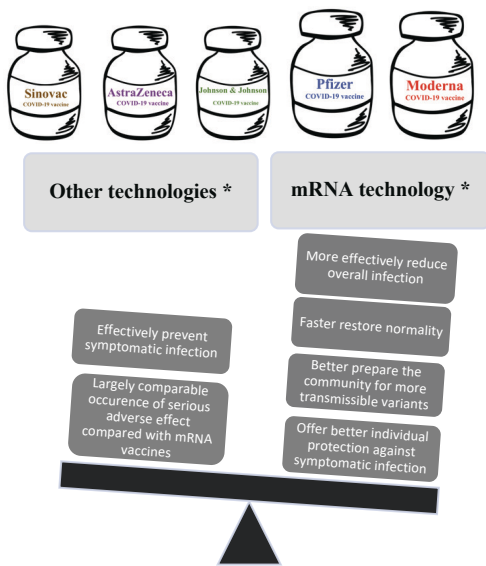 Sinovac
COVID-19 vaccine
AstraZeneca
COVID-19 vaccine
Johnson & Johnson
COVID-19 vaccine
Pfizer
COVID-19 vaccine
Moderna
COVID-19 vaccine
Other technologies *
mRNA technology *
More effectively reduce
overall infection
Faster restore normality
Better prepare the
community for more
transmissible variants
Offer better individual
protection against
symptomatic infection
Effectively prevent
symptomatic infection
Largely comparable
occurence of serious
adverse effect
compared with mRNA
vaccines